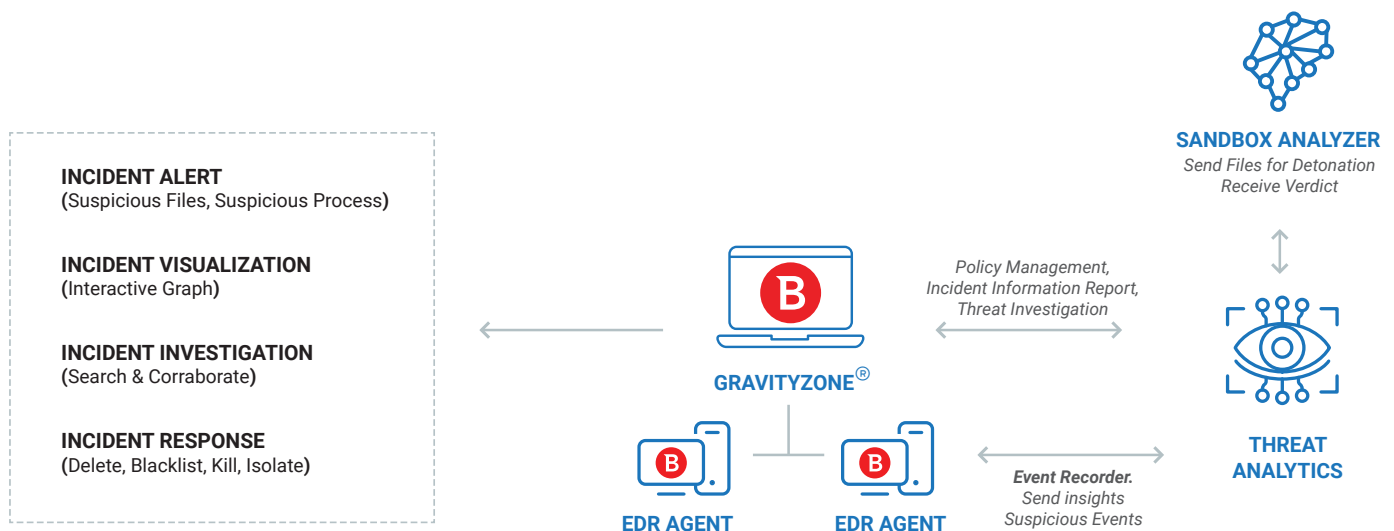 INCIDENT ALERT
(Suspicious Files, Suspicious Process)
INCIDENT VISUALIZATION
(Interactive Graph)
INCIDENT INVESTIGATION
(Search & Corraborate)
INCIDENT RESPONSE
(Delete, Blacklist, Kill, Isolate)
B
GRAVITYZONE®
B
EDR AGENT
B
EDR AGENT
Policy Management,
Incident Information Report,
Threat Investigation
Event Recorder.
Send insights
Suspicious Events
SANDBOX ANALYZER
Send Files for Detonation
Receive Verdict
THREAT
ANALYTICS